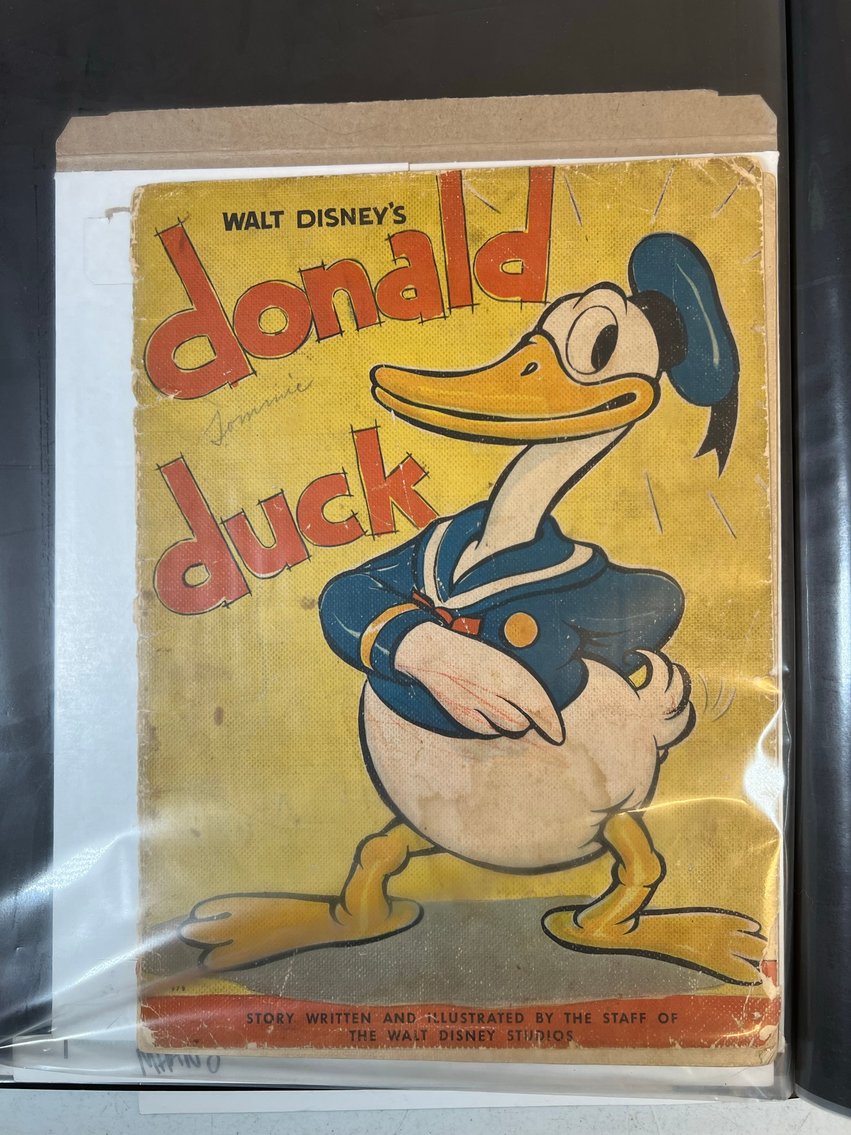 WALT DISNEY'S
donald
Tommie
duck
STORY WRITTEN AND ILLUSTRATED BY THE STAFF OF
THE WALT DISNEY STUDIOS